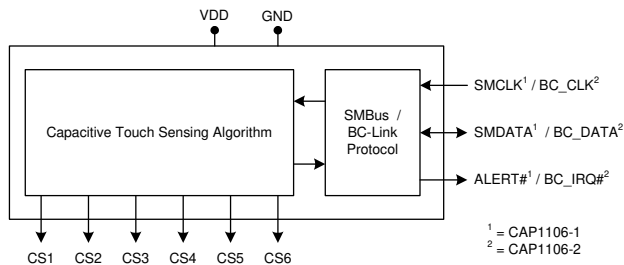 VDD GND
Capacitive Touch Sensing Algorithm
SMBus /
BC-Link
Protocol
SMCLK¹ / BC_CLK²
SMDATA¹ / BC_DATA²
ALERT#¹ / BC_IRQ#²
CS1 CS2 CS3 CS4 CS5 CS6
¹ = CAP1106-1
² = CAP1106-2